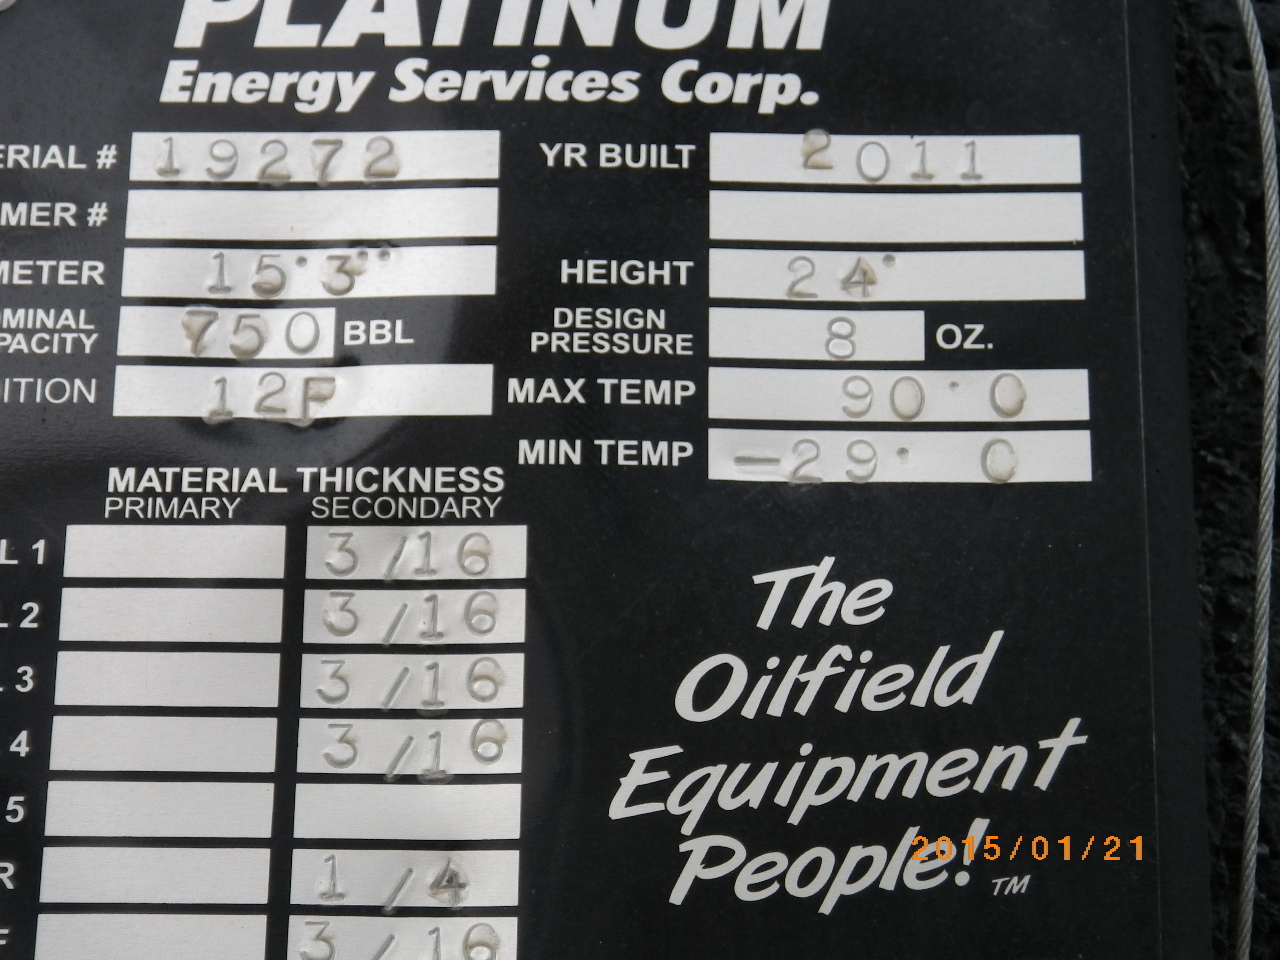 PLATINUM
Energy Services Corp.
ERIAL # 19272 YR BUILT 2011
MER #
METER 15'3" HEIGHT 24'
MINAL PACITY 750 BBL DESIGN PRESSURE 8 OZ.
ITION 12F MAX TEMP 90° C
MIN TEMP -29° C
MATERIAL THICKNESS
PRIMARY SECONDARY
L 1 3/16
L 2 3/16
3 3/16
4 3/16
5
R 1/4
F 3/16
The
Oilfield
Equipment
People!™
2015/01/21